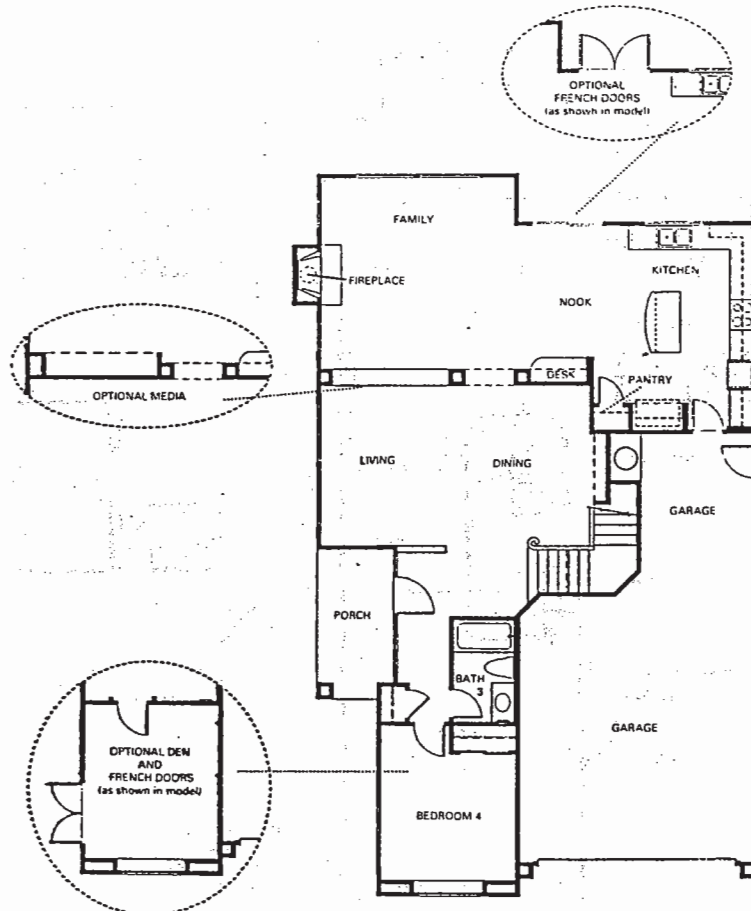 OPTIONAL
FRENCH DOORS
(as shown in model)
FAMILY
FIREPLACE
KITCHEN
NOOK
OPTIONAL MEDIA
DESK
PANTRY
LIVING
DINING
GARAGE
PORCH
BATH
3
OPTIONAL DEN
AND
FRENCH DOORS
(as shown in model)
GARAGE
BEDROOM 4